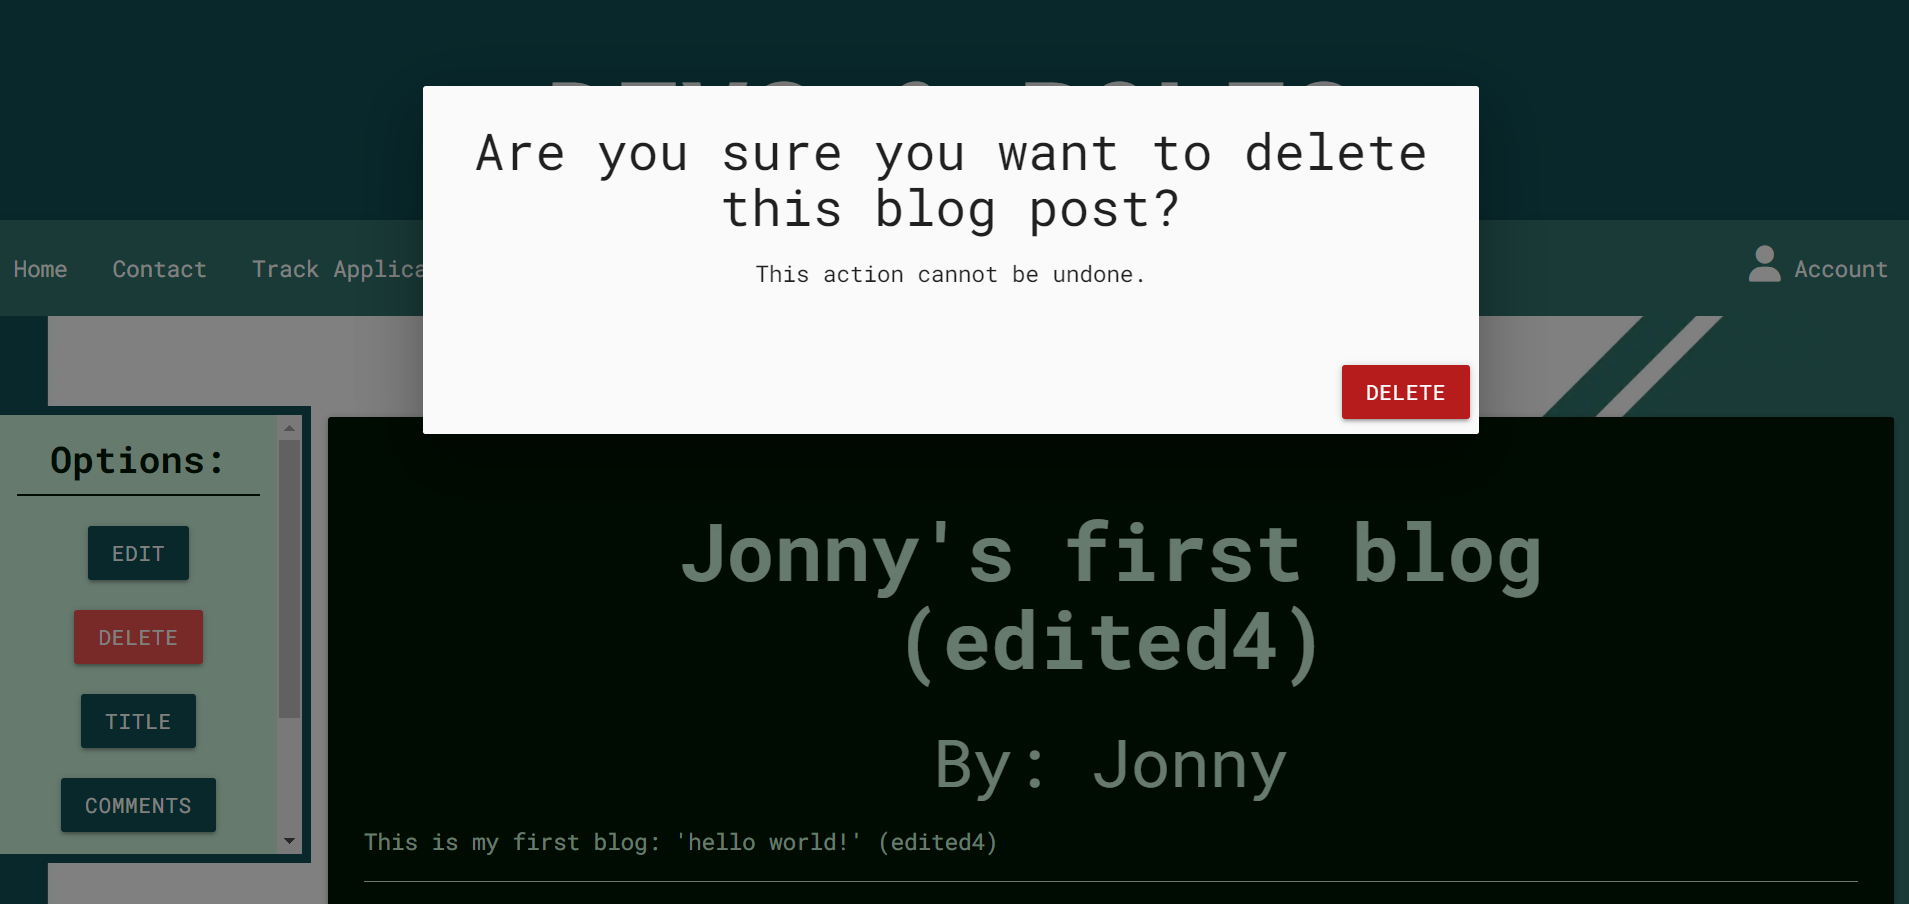 Are you sure you want to delete
this blog post?
This action cannot be undone.
DELETE
Home Contact Track Applica
Account
Options:
EDIT
DELETE
TITLE
COMMENTS
Jonny's first blog
(edited4)
By: Jonny
This is my first blog: 'hello world!' (edited4)